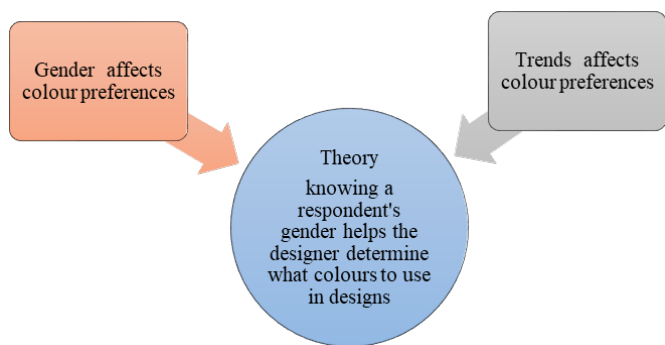 Gender affects
colour preferences
Trends affects
colour preferences
Theory
knowing a
respondent's
gender helps the
designer determine
what colours to use
in designs